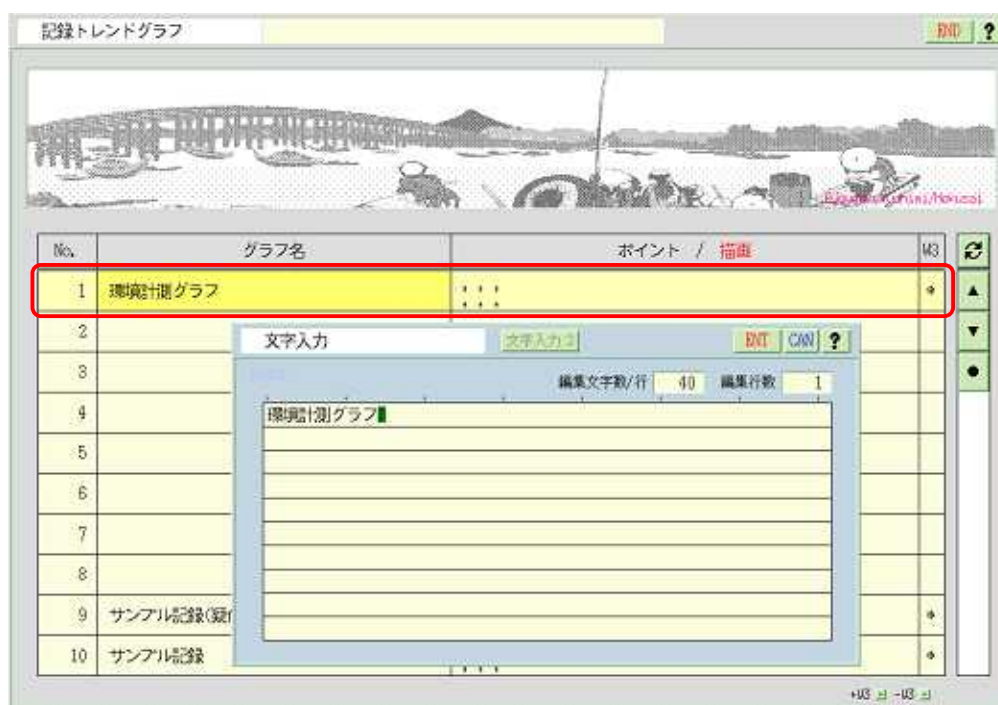 記録トレンドグラフ END ?
No. グラフ名 ポイント / 描画 W3
1 環境計測グラフ
2
3
4
5
6
7
8
9 サンプル記録(疑
10 サンプル記録
文字入力 文字入力2 ENT CAN ?
編集文字数/行 40 編集行数 1
環境計測グラフ
+W3 -W3